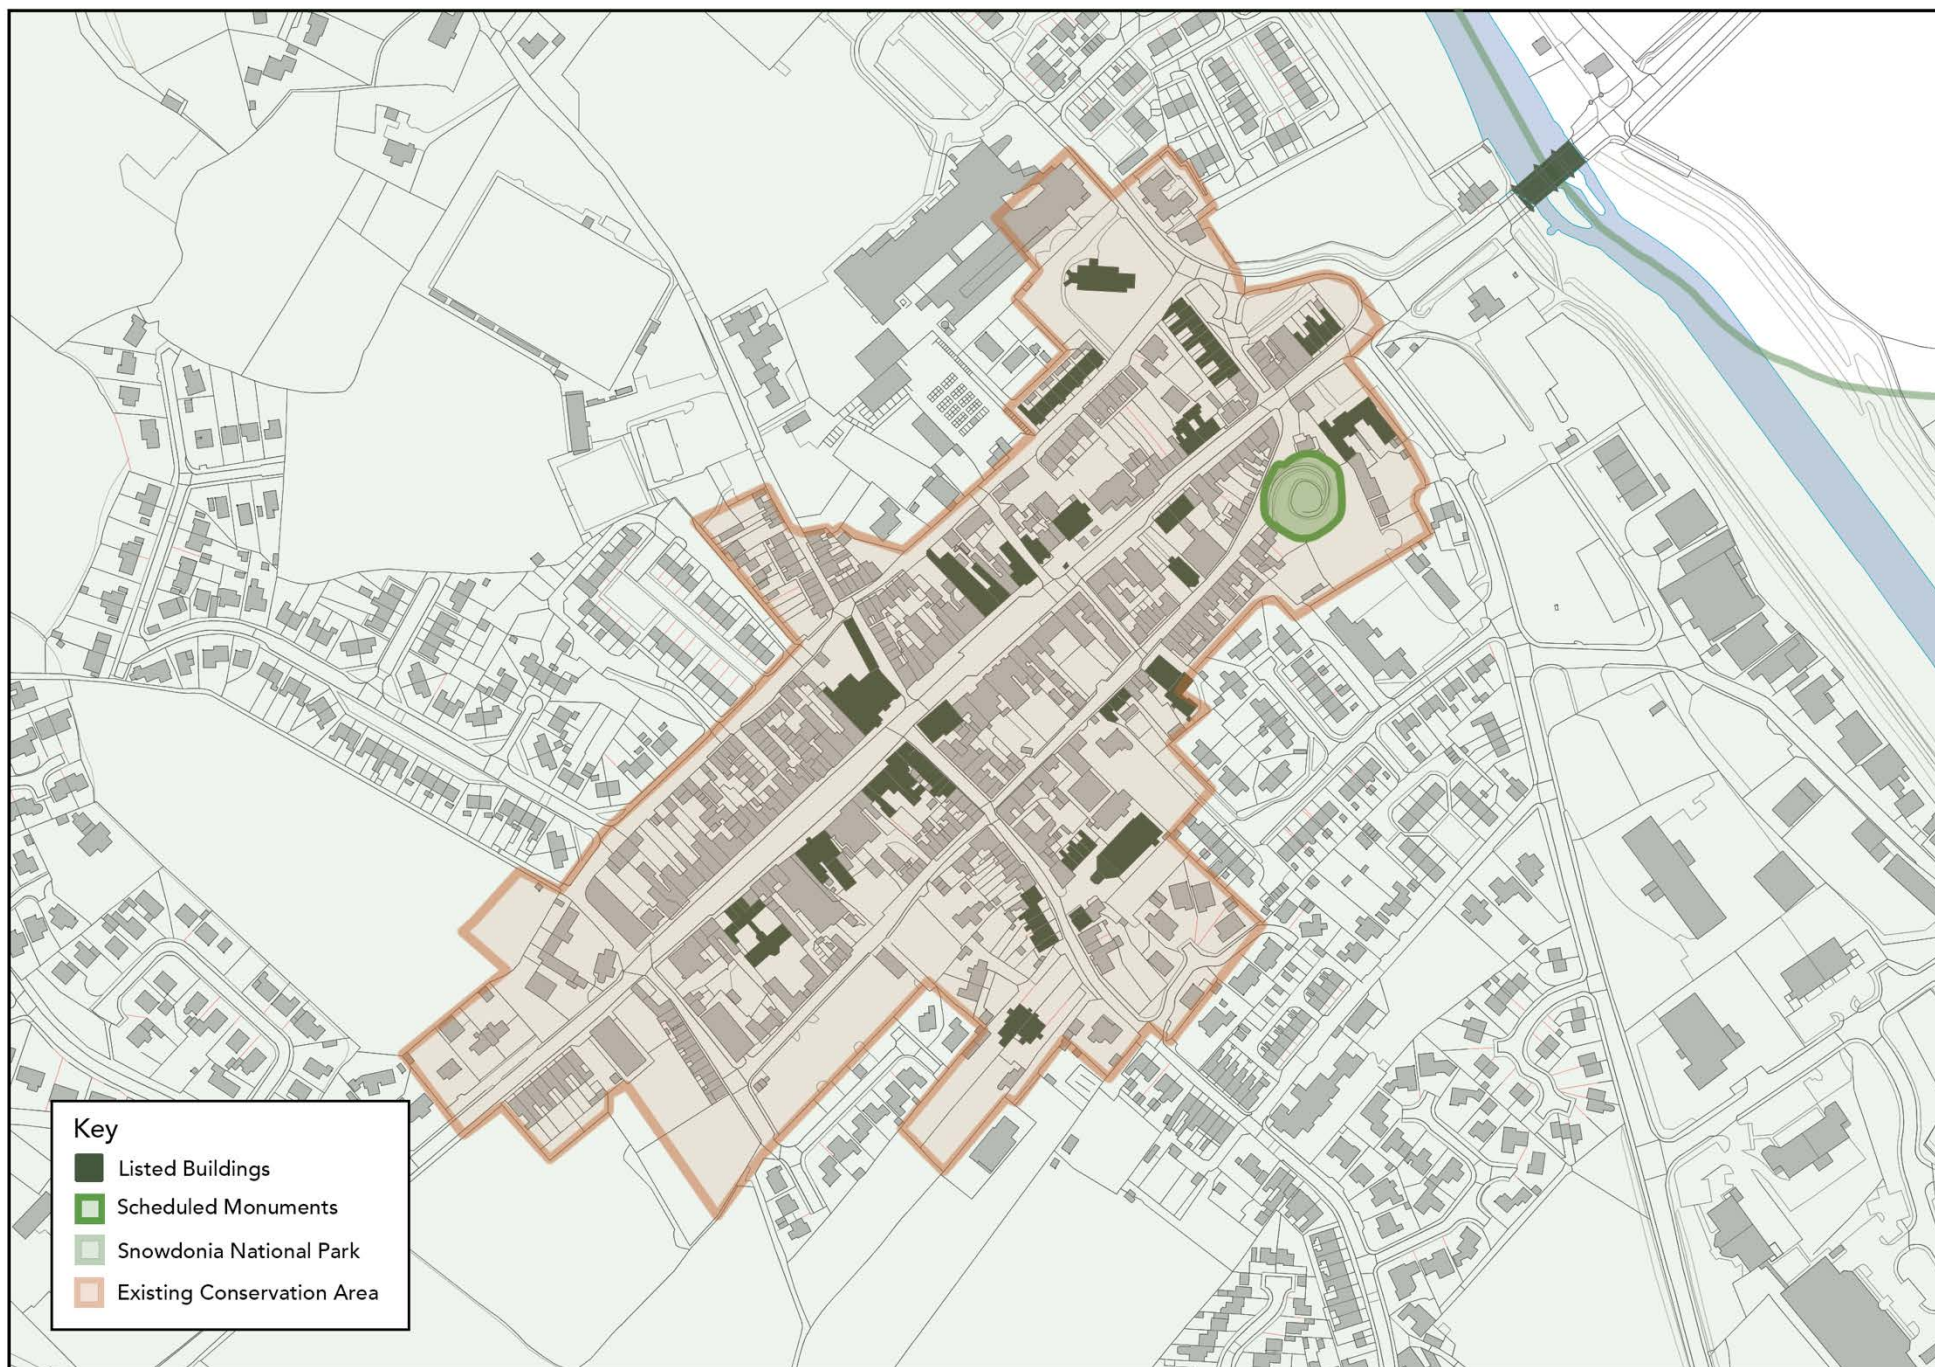 Key
Listed Buildings
Scheduled Monuments
Snowdonia National Park
Existing Conservation Area